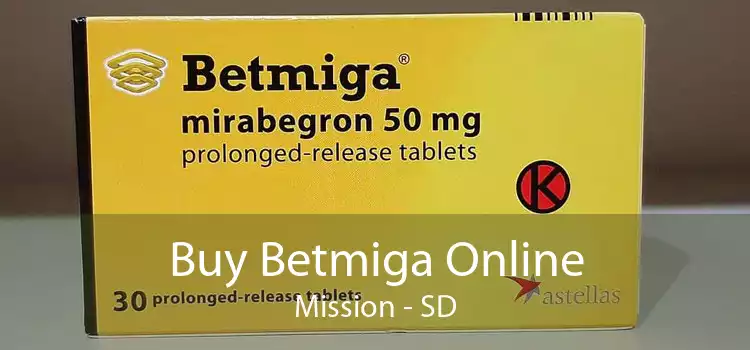 Betmiga®
mirabegron 50 mg
prolonged-release tablets
K
Buy Betmiga Online
30 prolonged-release tablets
Mission - SD
astellas